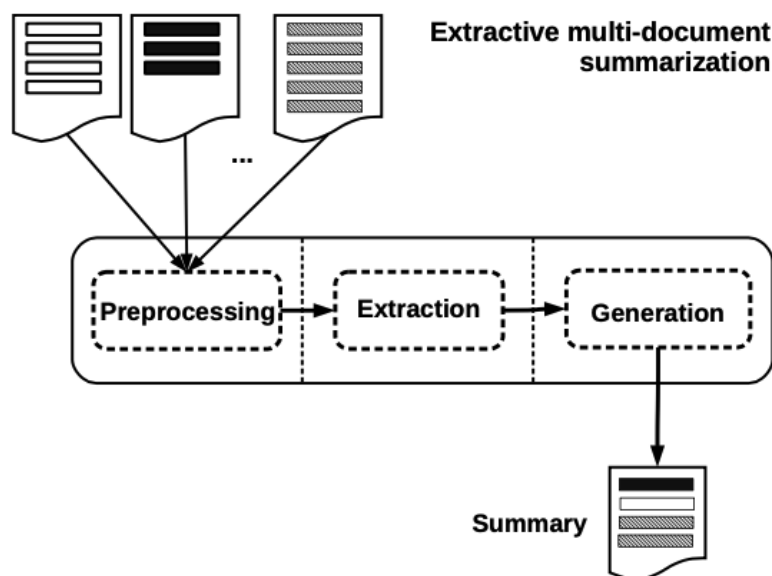 Extractive multi-document
summarization
...
Preprocessing
Extraction
Generation
Summary